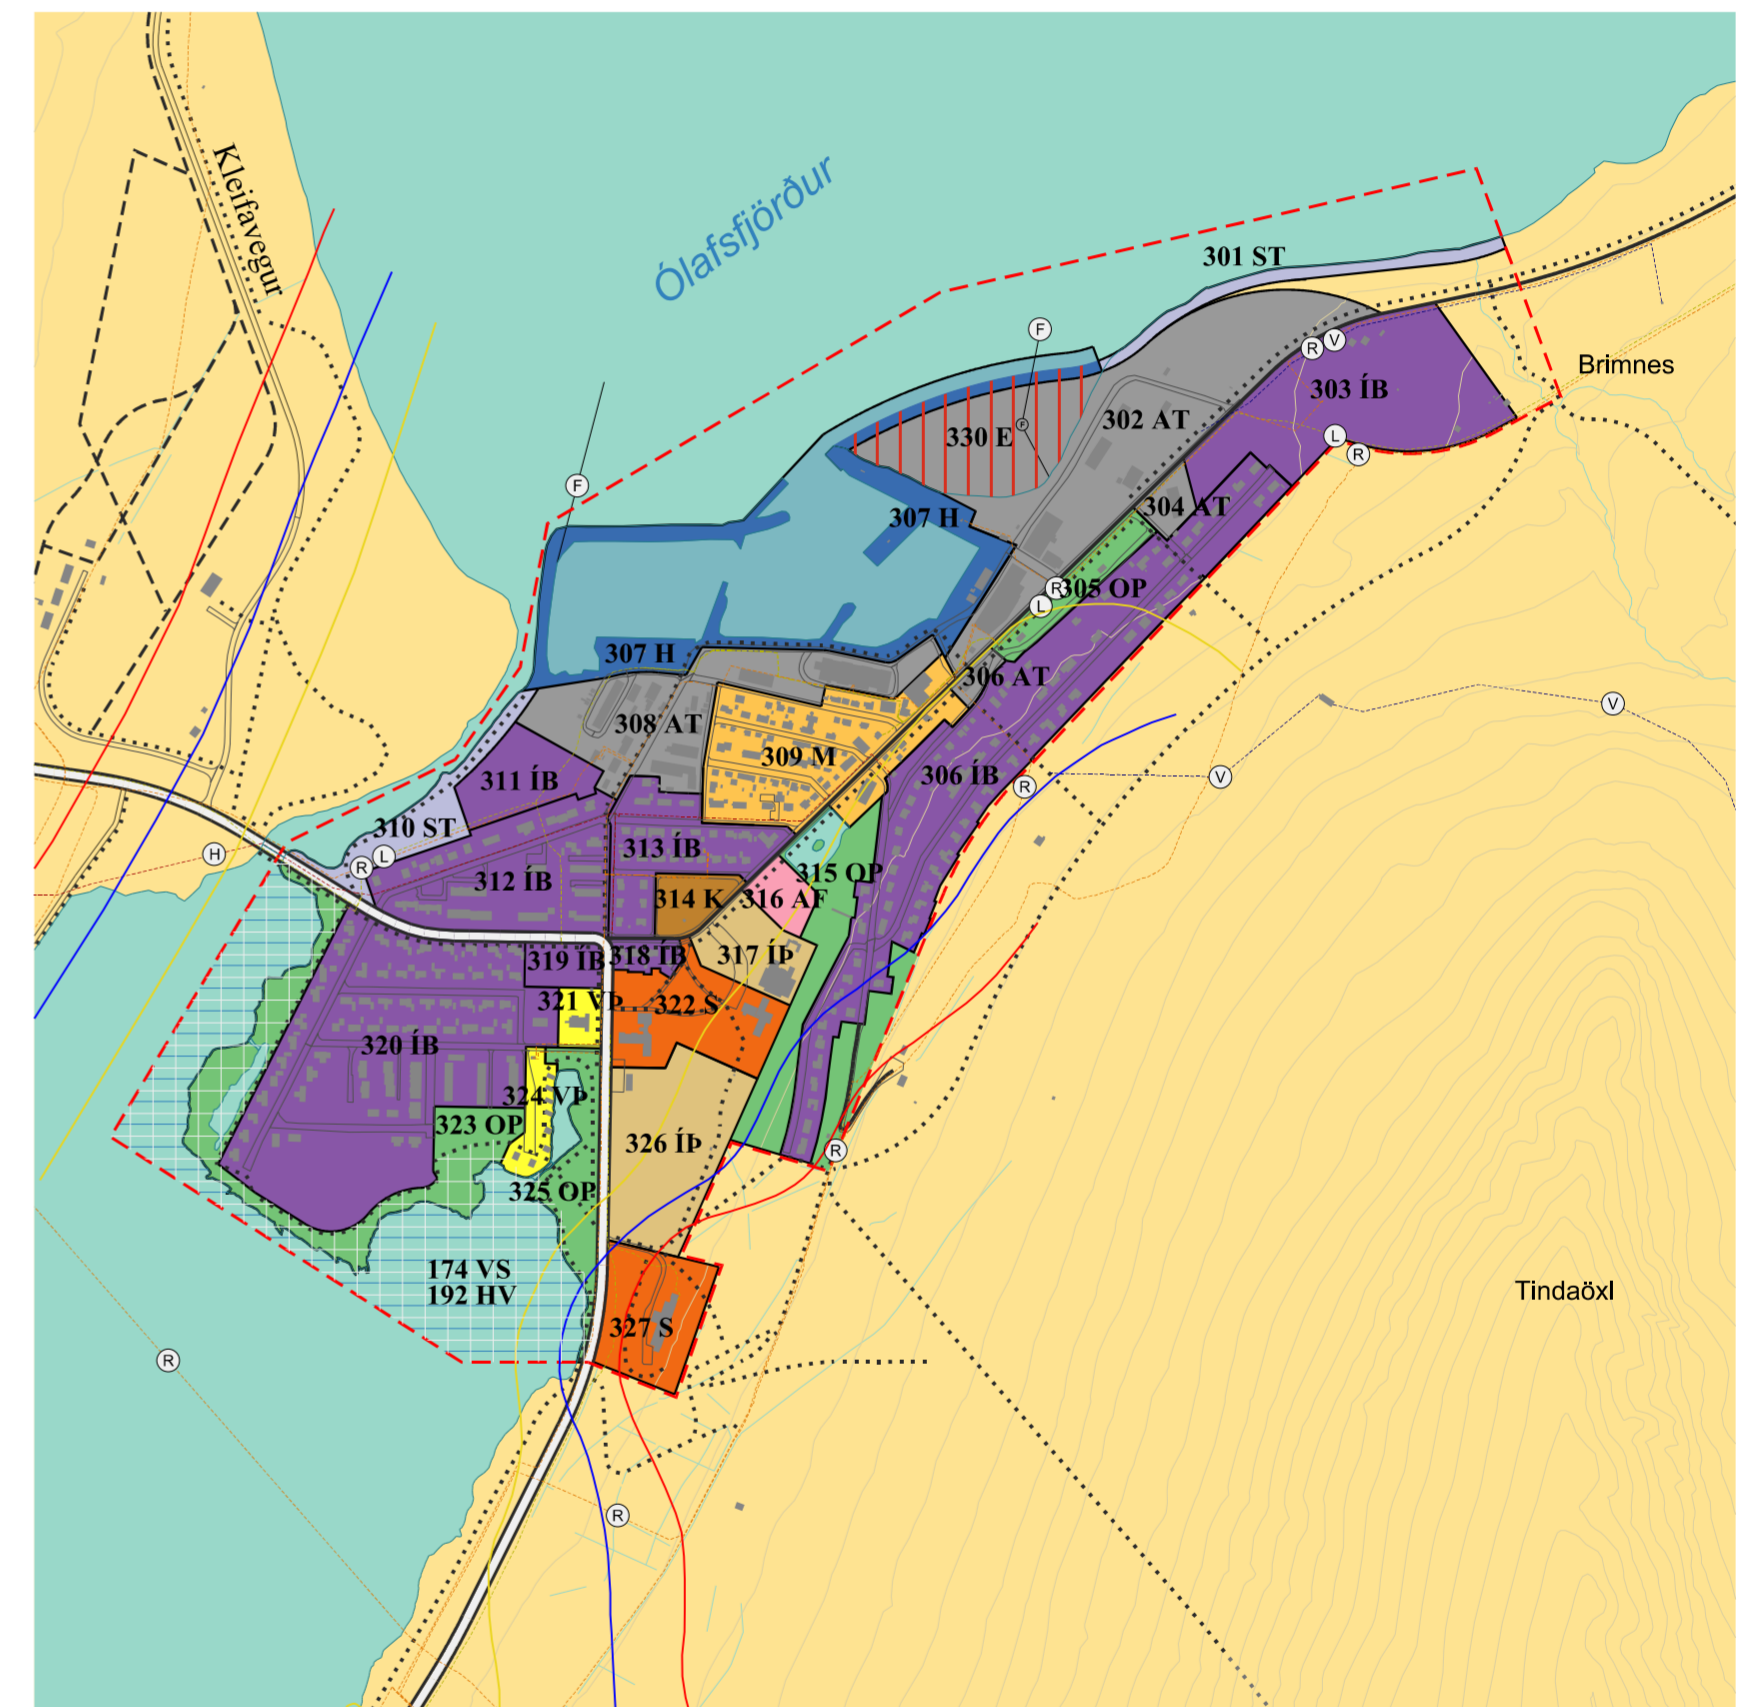 Kleifavegur
Ólafsfjörður
301 ST
F
Brimnes
R
V
303 ÍB
302 AT
330 E
F
L
R
F
307 H
304 AT
R
305 OP
L
307 H
306 AT
V
308 AT
309 M
306 ÍB
V
R
311 ÍB
310 ST
H
R
L
313 ÍB
312 ÍB
315 OP
314 K
316 AF
319 ÍB
318 ÍB
317 ÍÞ
321 VÞ
322 S
320 ÍB
324 VÞ
323 OP
326 ÍÞ
R
325 OP
174 VS
192 HV
Tindaöxl
327 S
R
R